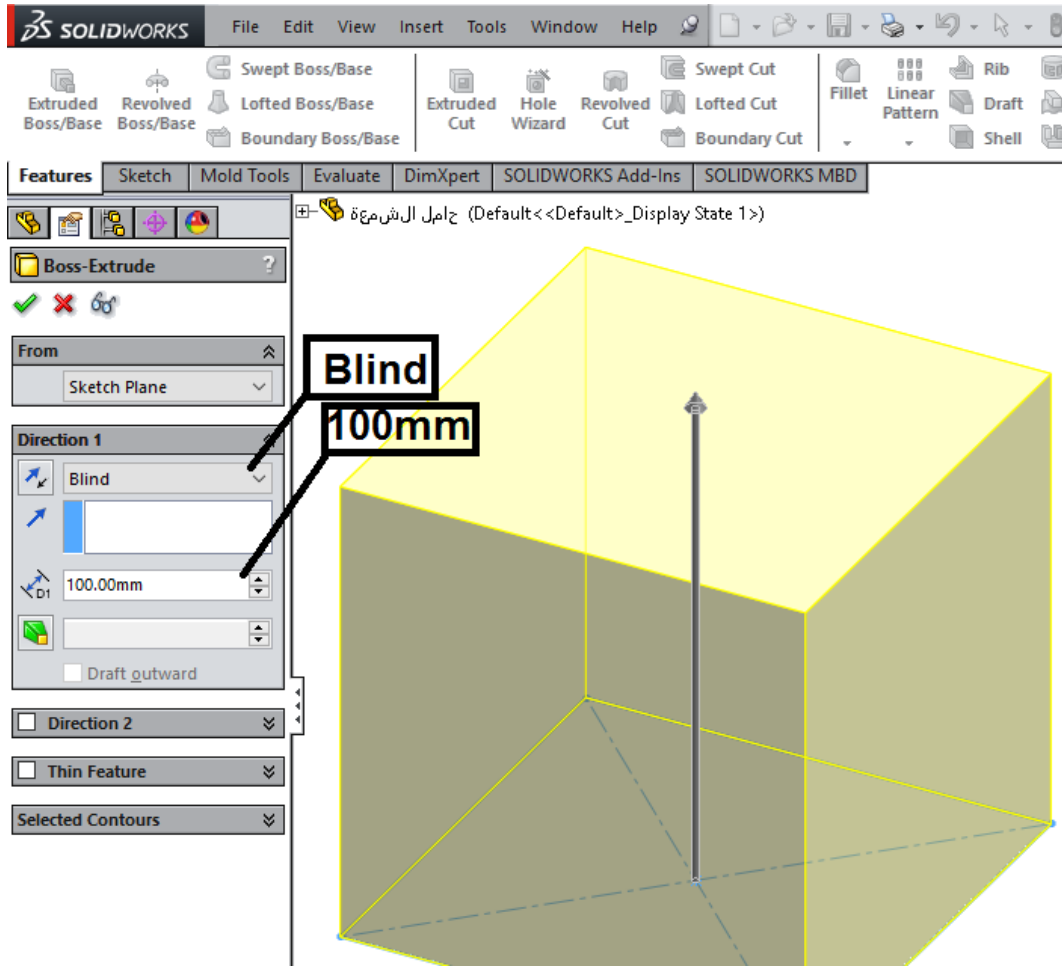 SOLIDWORKS File Edit View Insert Tools Window Help
Swept Boss/Base
Extruded Boss/Base
Revolved Boss/Base
Lofted Boss/Base
Boundary Boss/Base
Extruded Cut
Hole Wizard
Revolved Cut
Swept Cut
Lofted Cut
Boundary Cut
Fillet
Linear Pattern
Rib
Draft
Shell
Features Sketch Mold Tools Evaluate DimXpert SOLIDWORKS Add-Ins SOLIDWORKS MBD
حامل الشمعة (Default<<Default>_Display State 1>)
Boss-Extrude ?
From
Sketch Plane
Blind
100mm
Direction 1
Blind
D1 100.00mm
Draft outward
Direction 2
Thin Feature
Selected Contours